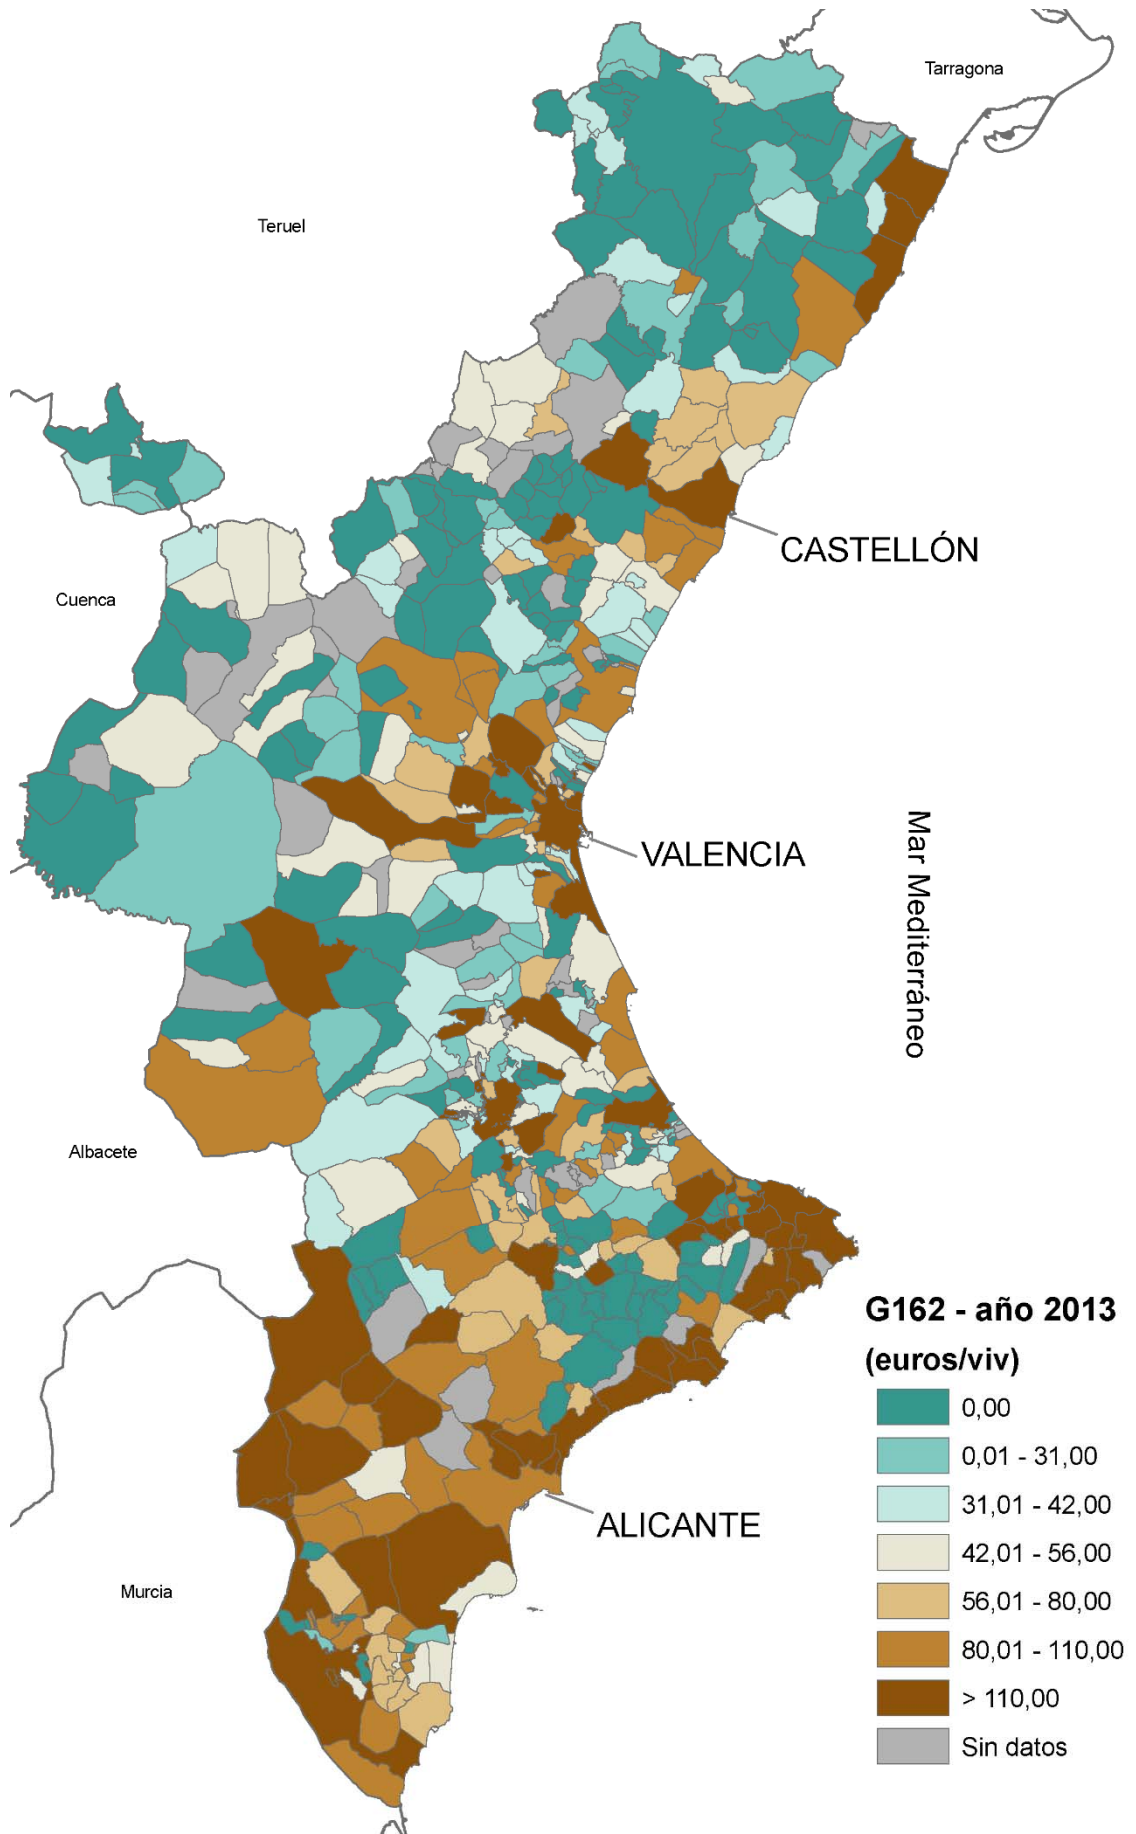 Tarragona
Teruel
CASTELLÓN
Cuenca
VALENCIA
Mar Mediterráneo
Albacete
G162 - año 2013
(euros/viv)
0,00
0,01 - 31,00
31,01 - 42,00
42,01 - 56,00
56,01 - 80,00
80,01 - 110,00
> 110,00
Sin datos
ALICANTE
Murcia